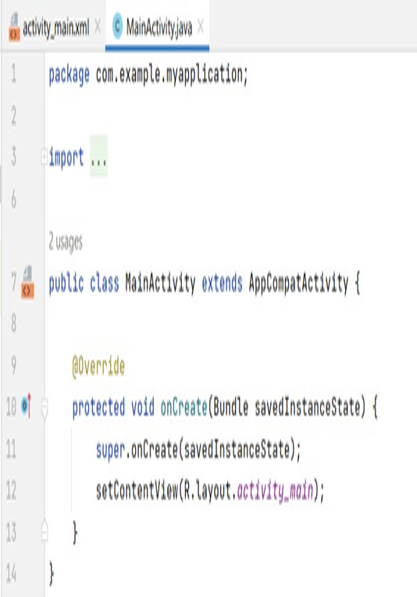 activity_main.xml × MainActivity.java ×
1 package com.example.myapplication;
2
3 import ...
6
2 usages
7 public class MainActivity extends AppCompatActivity {
8
9 @Override
10 protected void onCreate(Bundle savedInstanceState) {
11 super.onCreate(savedInstanceState);
12 setContentView(R.layout.activity_main);
13 }
14 }